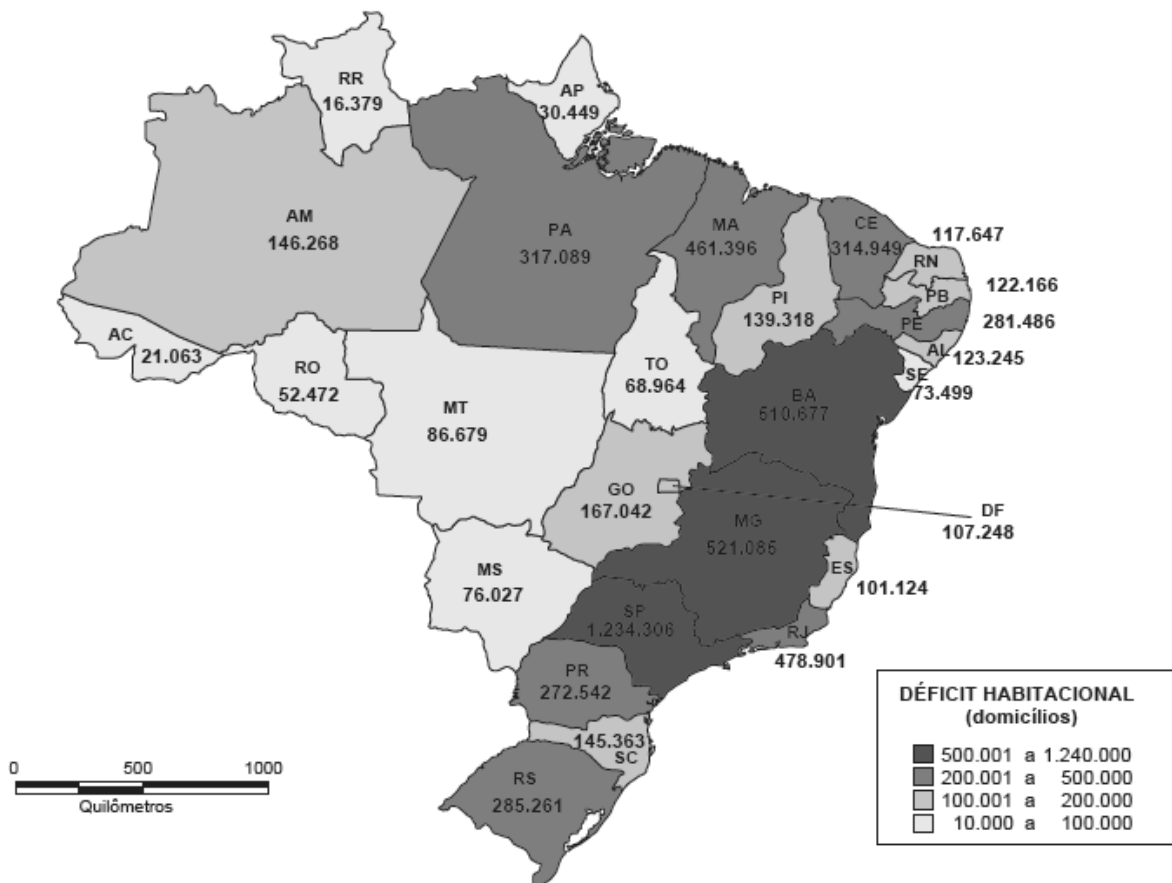 RR
16.379
AP
30.449
AM
146.268
PA
317.089
MA
461.396
CE
314.949
117.647
RN
122.166
PB
PI
139.318
PE
281.486
AL
123.245
SE
73.499
AC
21.063
RO
52.472
TO
68.964
MT
86.679
BA
510.677
GO
167.042
DF
107.248
MG
521.085
ES
101.124
MS
76.027
SP
1.234.306
RJ
478.901
PR
272.542
145.363
SC
RS
285.261
0 500 1000
Quilômetros
DÉFICIT HABITACIONAL
(domicílios)
500.001 a 1.240.000
200.001 a 500.000
100.001 a 200.000
10.000 a 100.000